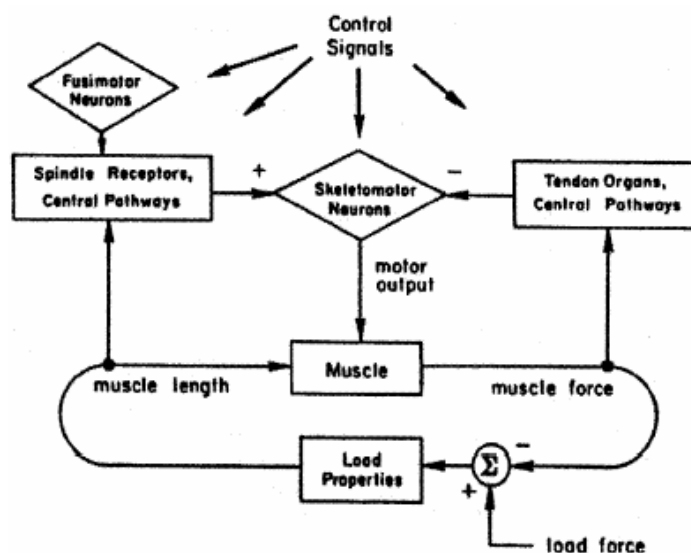 Control
Signals
Fusimotor
Neurons
Spindle Receptors,
Central Pathways
+
Skeletomotor
Neurons
−
Tendon Organs,
Central Pathways
motor
output
muscle length
Muscle
muscle force
Load
Properties
Σ
−
+
load force